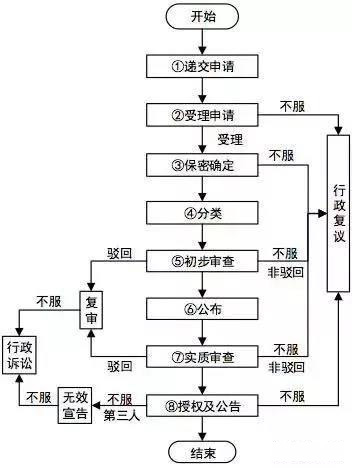 开始
①递交申请
②受理申请
不服
受理
③保密确定
不服
行政复议
④分类
驳回
⑤初步审查
不服
非驳回
不服
复审
⑥公布
行政诉讼
驳回
⑦实质审查
不服
非驳回
不服
无效宣告
不服
第三人
⑧授权及公告
不服
结束